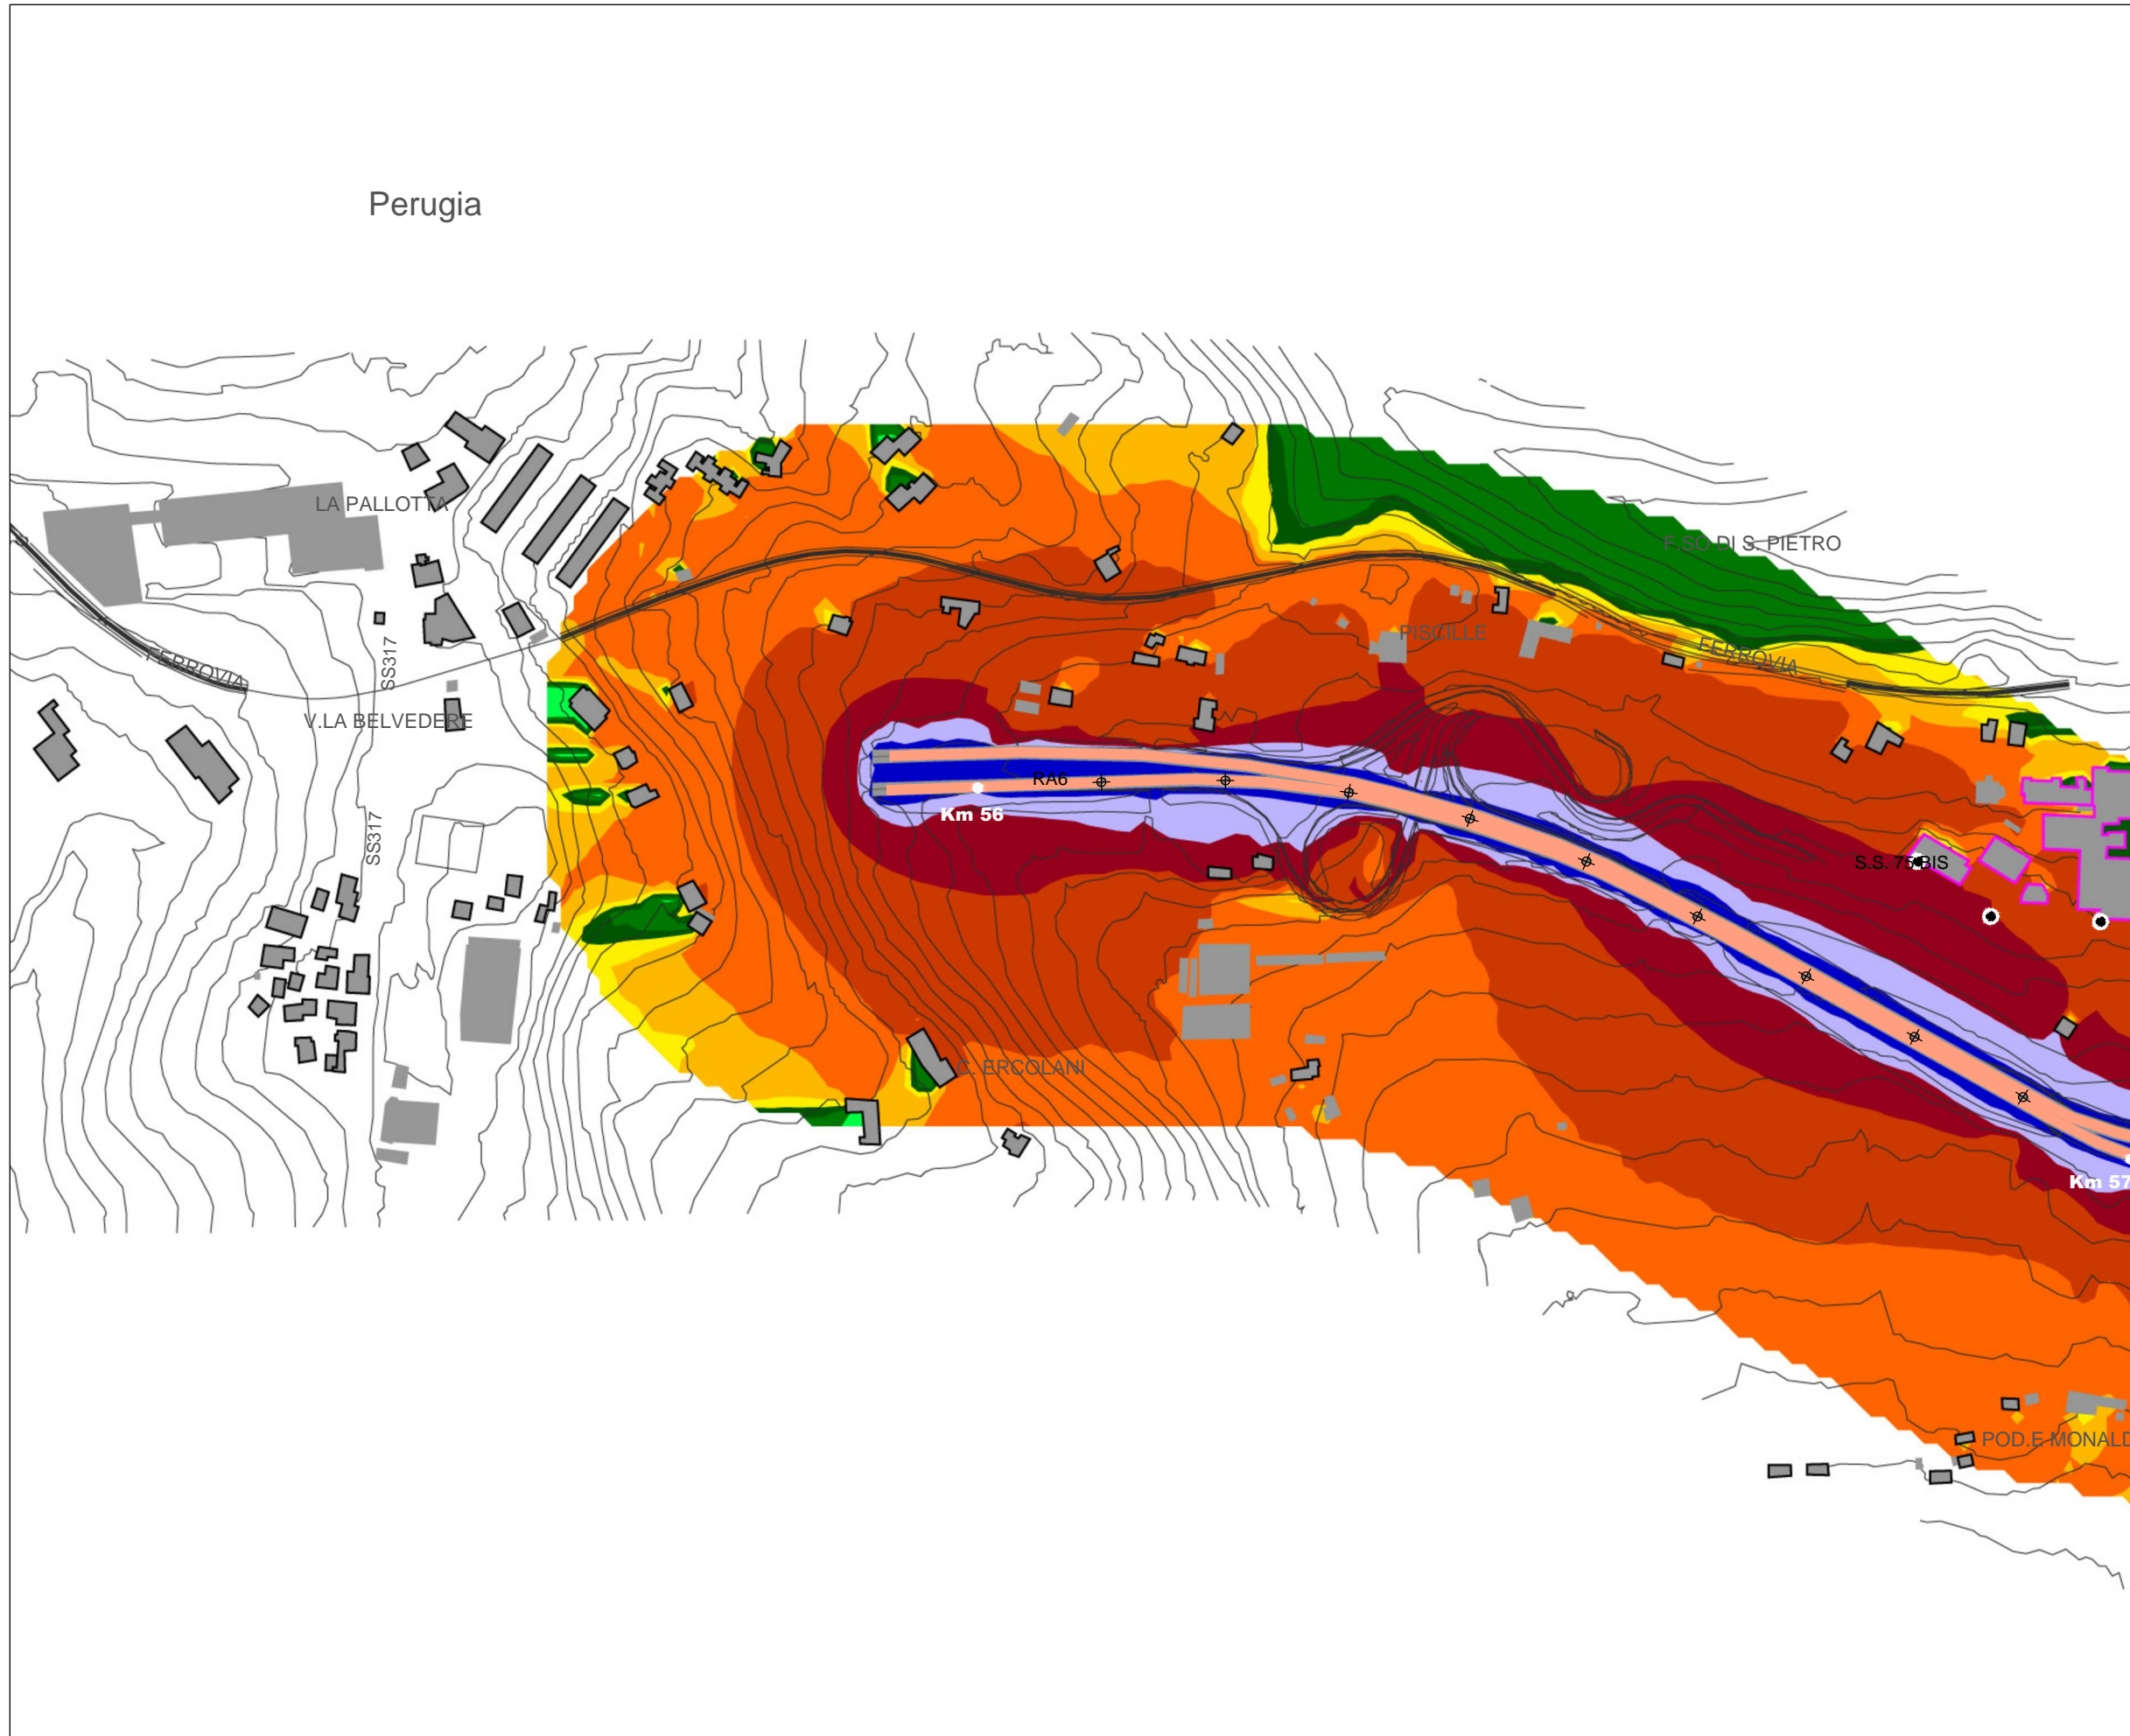 Perugia
LA PALLOTTA
F.SO DI S. PIETRO
PISCILLE
FERROVIA
FERROVIA
SS317
V.LA BELVEDERE
RA6
Km 56
SS317
S.S. 75 BIS
C. ERCOLANI
Km 57
POD.E MONALD